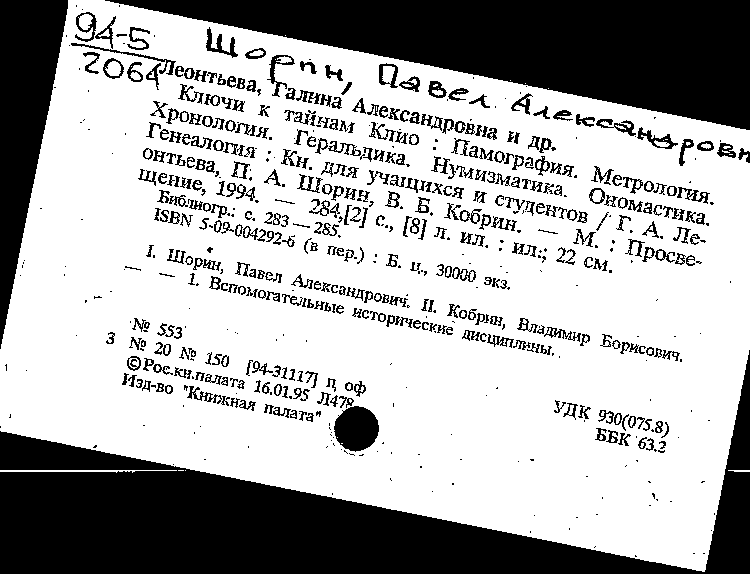 94-5
2064
Шорин, Павел Александрович
Леонтьева, Галина Александровна и др.
Ключи к тайнам Клио : Памография. Метрология.
Хронология. Геральдика. Нумизматика. Ономастика.
Генеалогия : Кн. для учащихся и студентов / Г. А. Ле-
онтьева, П. А. Шорин, В. Б. Кобрин. — М. : Просве-
щение, 1994. — 284,[2] с., [8] л. ил. : ил.; 22 см.
Библиогр.: с. 283 — 285.
ISBN 5-09-004292-6 (в пер.) : Б. ц., 30000 экз.
I. Шорин, Павел Александрович. II. Кобрин, Владимир Борисович.
— — 1. Вспомогательные исторические дисциплины.
№ 553
3 № 20 № 150 [94-31117] п оф
©Рос.кн.палата 16.01.95 Л478
Изд-во "Книжная палата"
УДК 930(075.8)
ББК 63.2